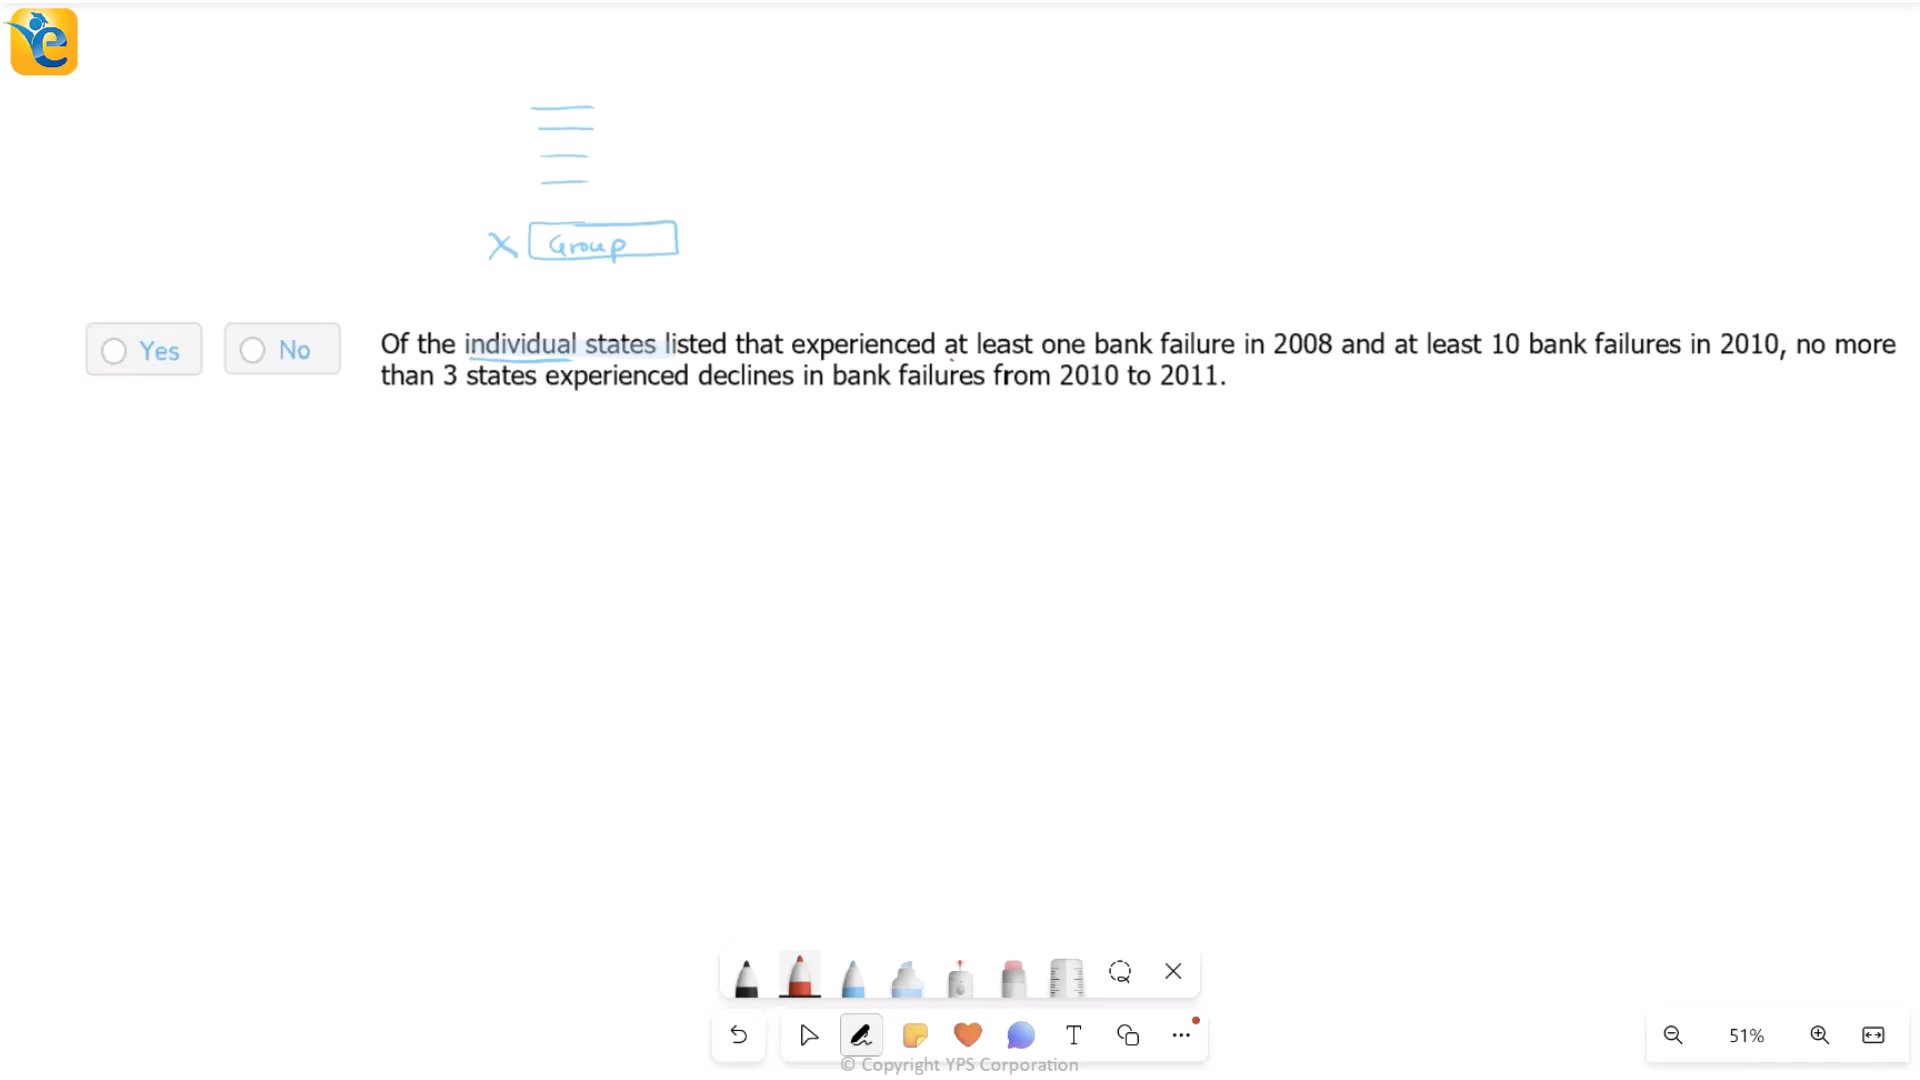 e
X Group
Yes
No
Of the individual states listed that experienced at least one bank failure in 2008 and at least 10 bank failures in 2010, no more
than 3 states experienced declines in bank failures from 2010 to 2011.
T
51%
© Copyright YPS Corporation